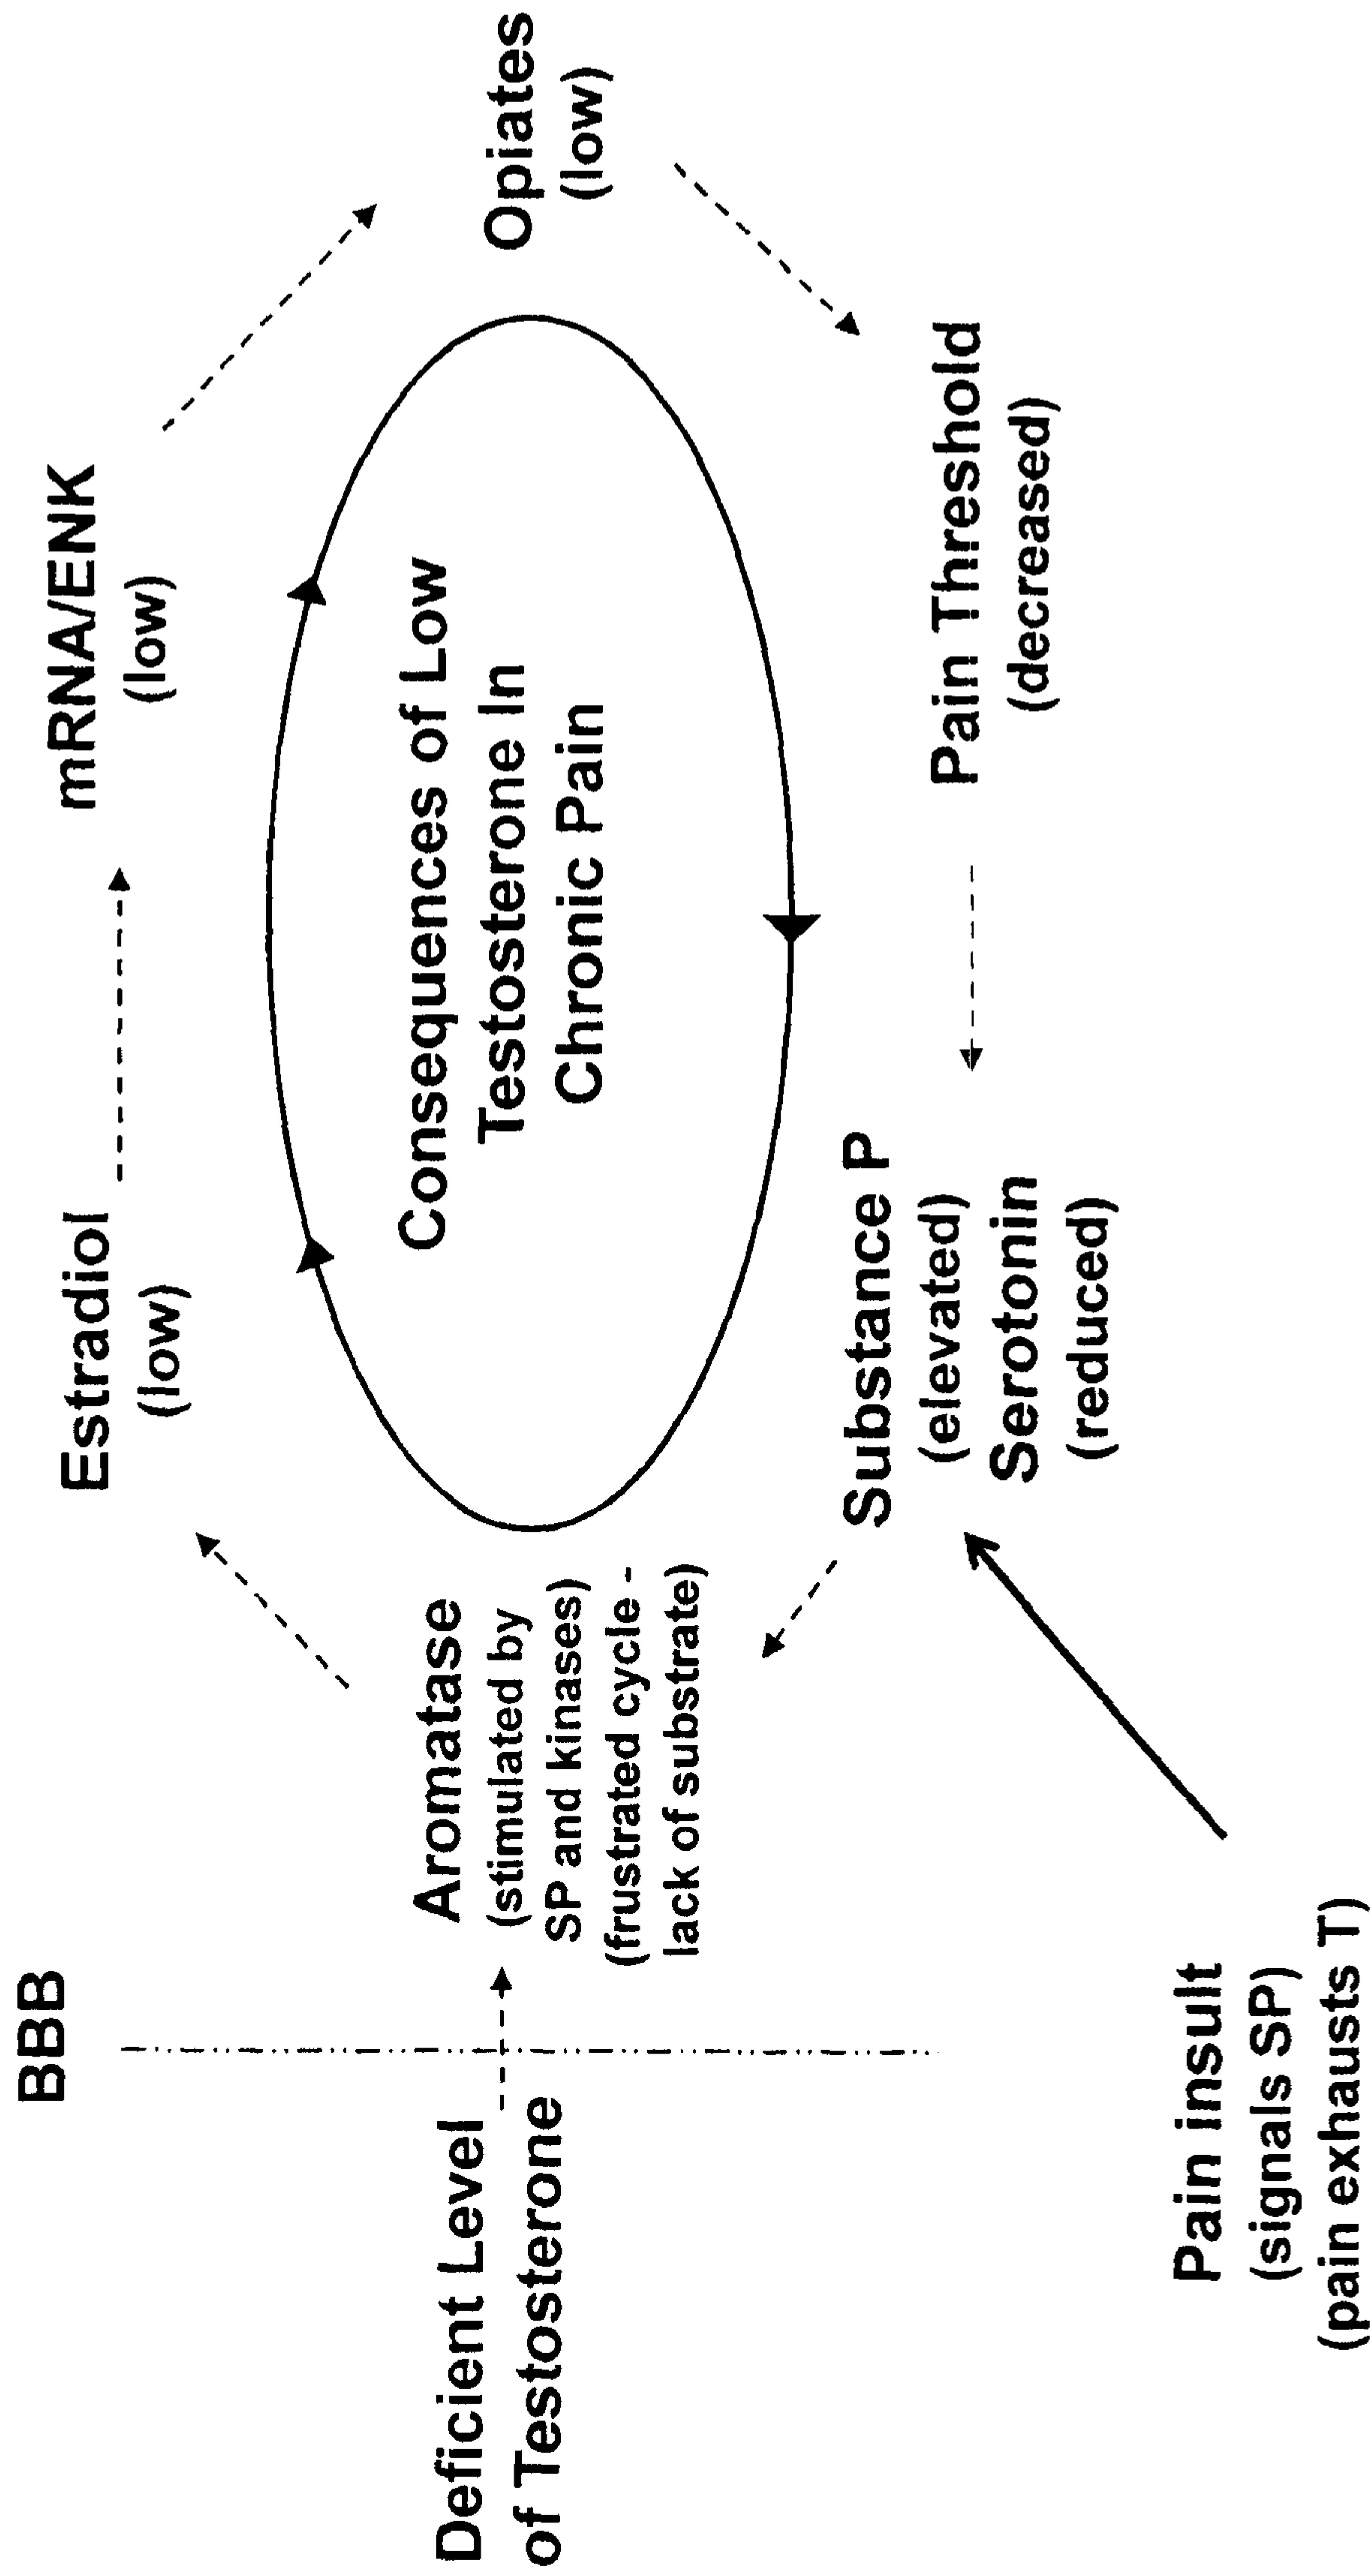 BBB
Deficient Level
of Testosterone
Aromatase
(stimulated by
SP and kinases)
(frustrated cycle -
lack of substrate)
Estradiol
(low)
mRNA/ENK
(low)
Opiates
(low)
Pain Threshold
(decreased)
Substance P
(elevated)
Serotonin
(reduced)
Pain insult
(signals SP)
(pain exhausts T)
Consequences of Low
Testosterone In
Chronic Pain